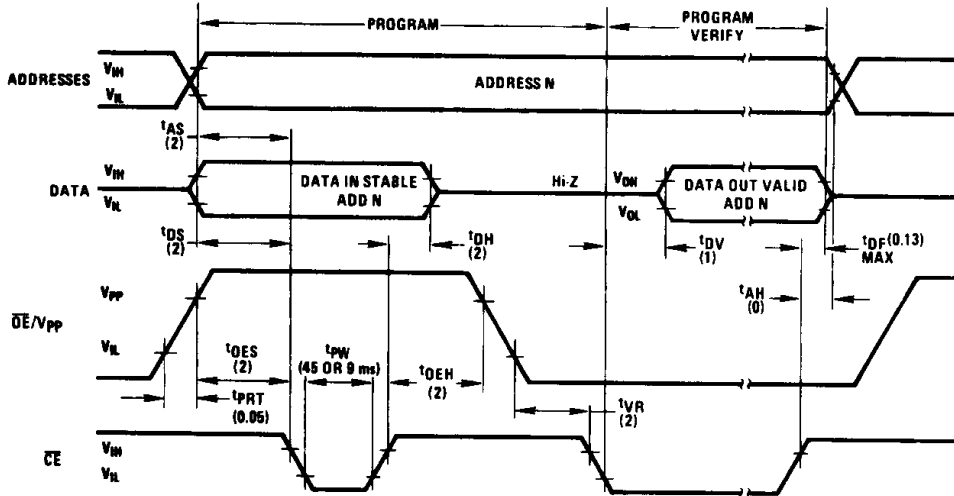 PROGRAM
PROGRAM
VERIFY
ADDRESSES
VIH
VIL
ADDRESS N
tAS
(2)
DATA
VIH
VIL
DATA IN STABLE
ADD N
Hi-Z
VOH
VOL
DATA OUT VALID
ADD N
tDS
(2)
tDH
(2)
tDV
(1)
tDF(0.13)
MAX
tAH
(0)
OE/VPP
VPP
VIL
tOES
(2)
tPW
(45 OR 9 ms)
tOEH
(2)
tPRT
(0.05)
tVR
(2)
CE
VIH
VIL